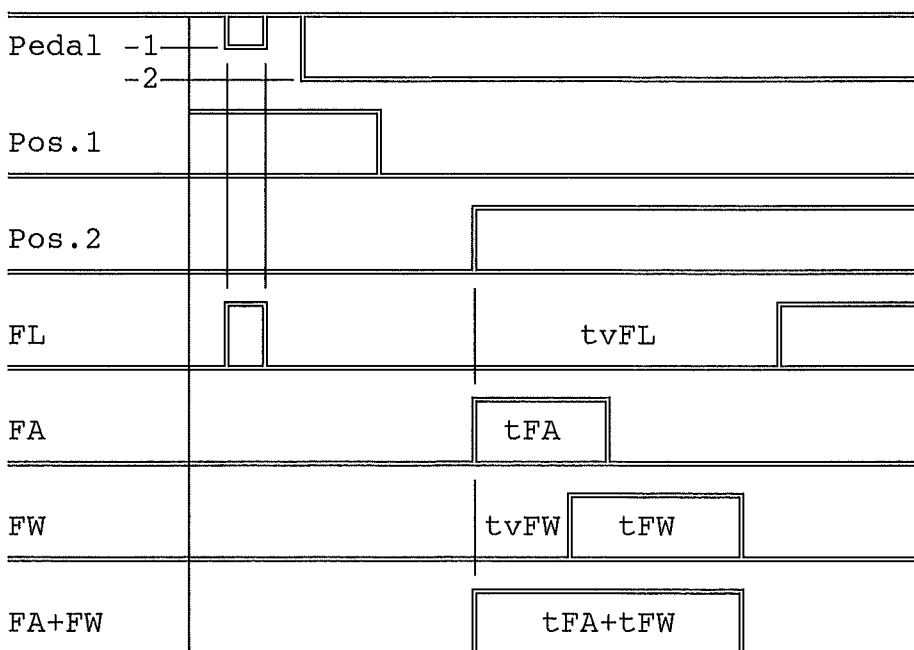 Pedal -1
-2
Pos.1
Pos.2
FL tvFL
FA tFA
FW tvFW tFW
FA+FW tFA+tFW